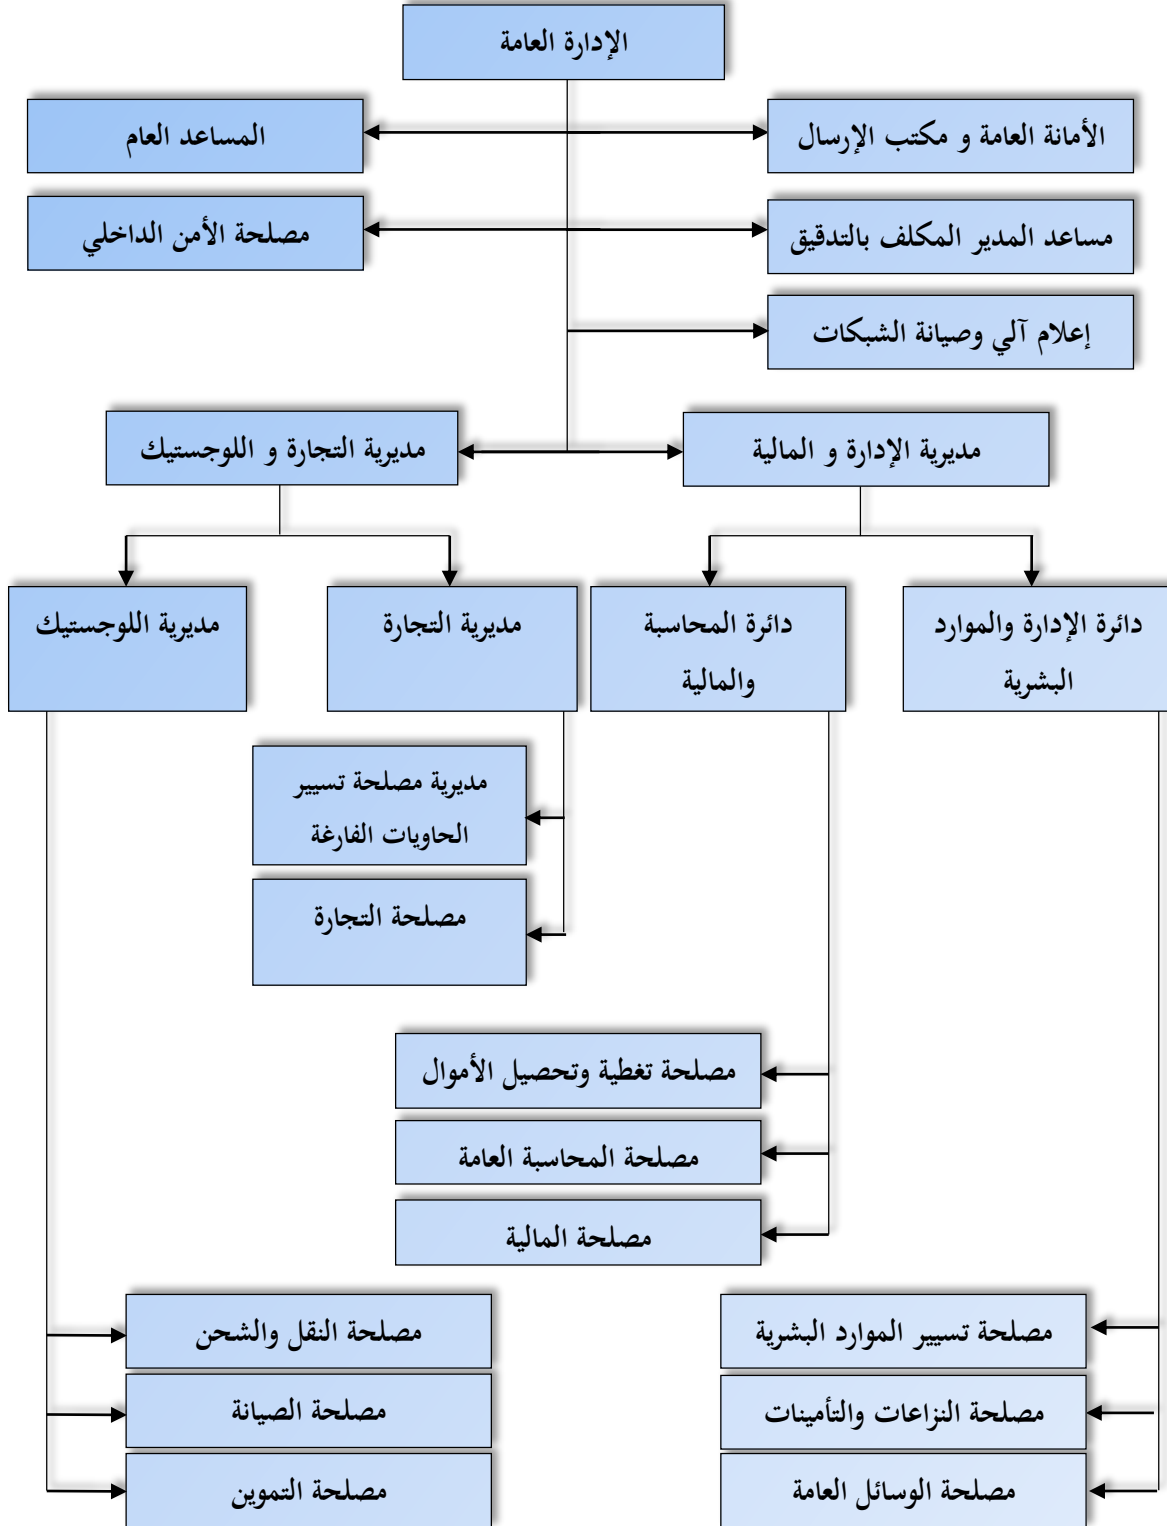 الإدارة العامة
الأمانة العامة و مكتب الإرسال
المساعد العام
مساعد المدير المكلف بالتدقيق
مصلحة الأمن الداخلي
إعلام آلي وصيانة الشبكات
مديرية الإدارة و المالية
مديرية التجارة و اللوجستيك
دائرة الإدارة والموارد
البشرية
دائرة المحاسبة
والمالية
مديرية التجارة
مديرية اللوجستيك
مديرية مصلحة تسيير
الحاويات الفارغة
مصلحة التجارة
مصلحة تغطية وتحصيل الأموال
مصلحة المحاسبة العامة
مصلحة المالية
مصلحة تسيير الموارد البشرية
مصلحة النزاعات والتأمينات
مصلحة الوسائل العامة
مصلحة النقل والشحن
مصلحة الصيانة
مصلحة التموين